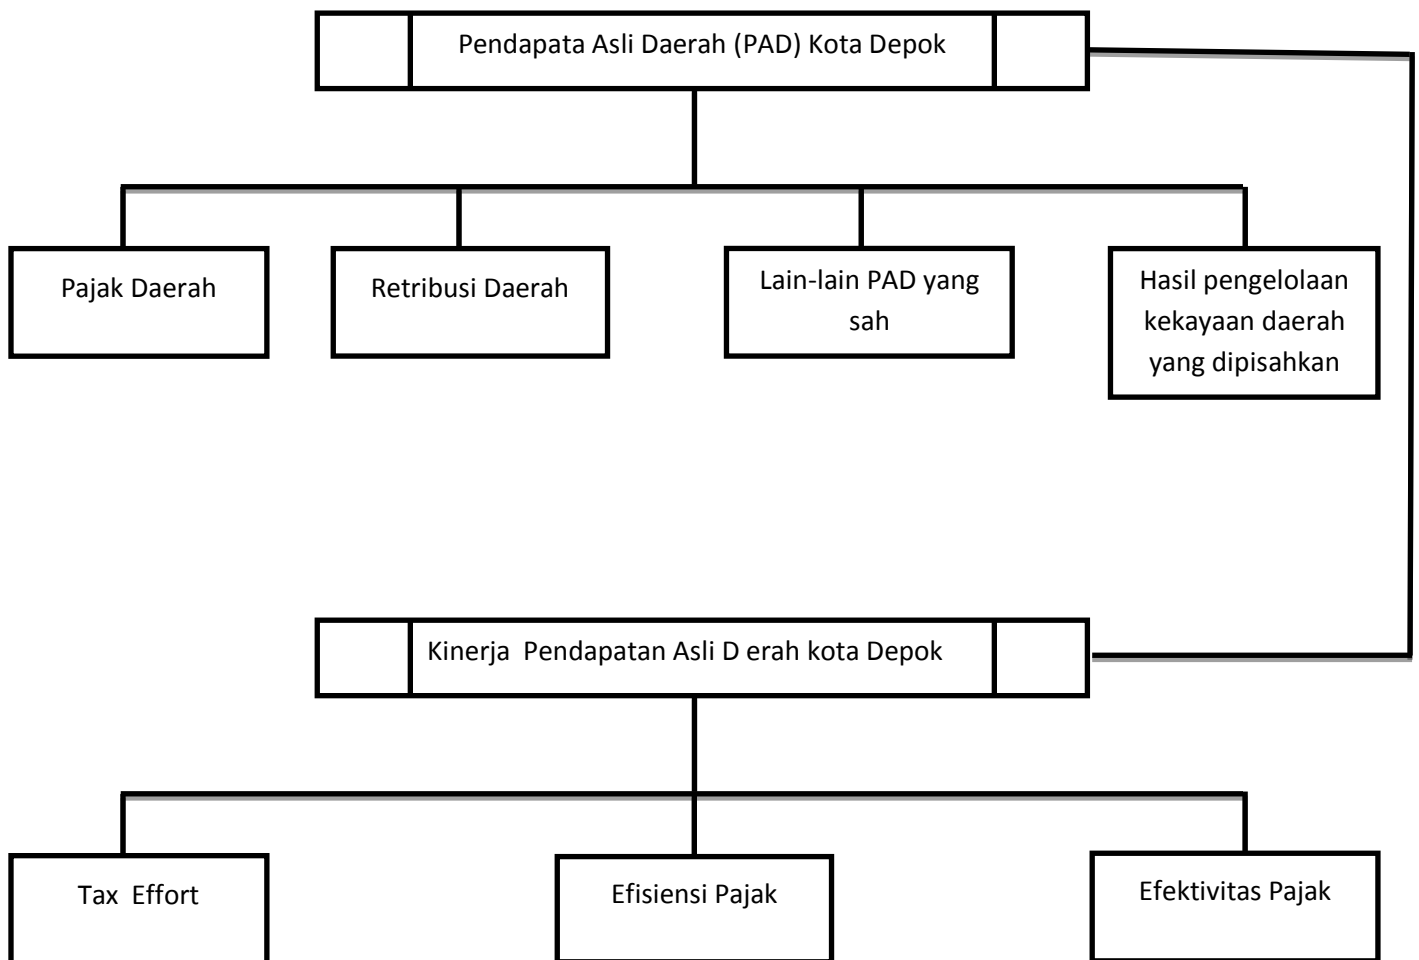 Pendapata Asli Daerah (PAD) Kota Depok
Pajak Daerah
Retribusi Daerah
Lain-lain PAD yang
sah
Hasil pengelolaan
kekayaan daerah
yang dipisahkan
Kinerja  Pendapatan Asli D erah kota Depok
Tax  Effort
Efisiensi Pajak
Efektivitas Pajak